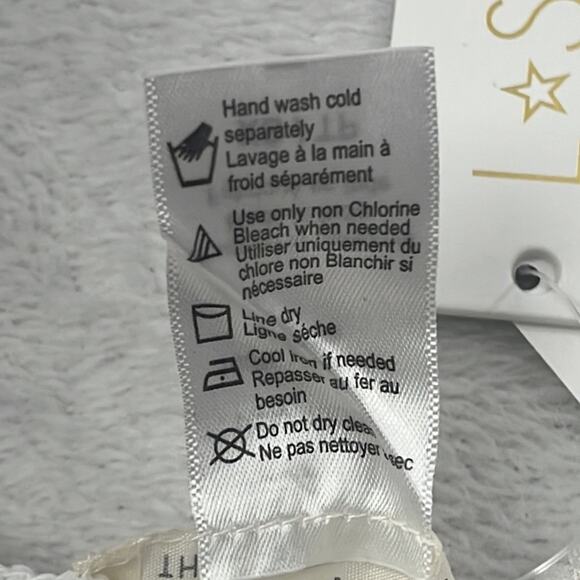 Hand wash cold
separately
Lavage à la main à
froid séparément
Use only non Chlorine
Bleach when needed
Utiliser uniquement du
chlore non Blanchir si
nécessaire
Line dry
Ligne séche
Cool Iron if needed
Repasser au fer au
besoin
Do not dry clean
Ne pas nettoyer sec
L★S